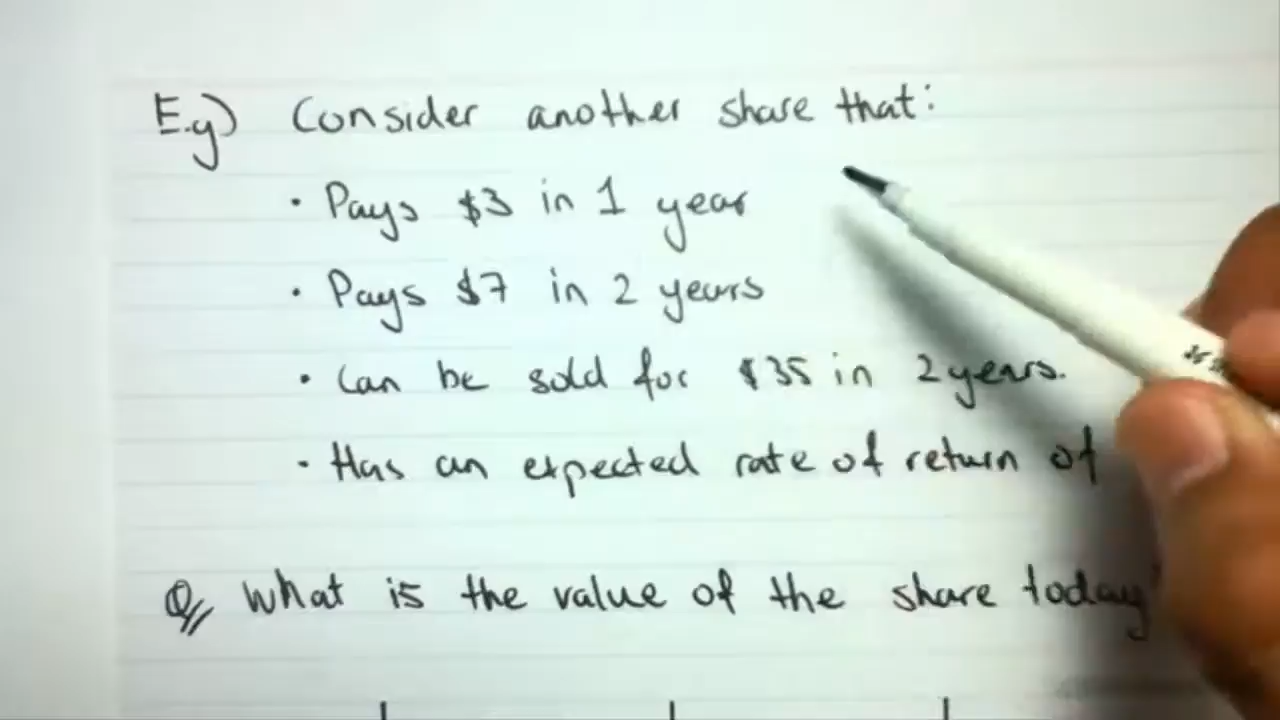 E.g) Consider another share that:
• Pays $3 in 1 year
• Pays $7 in 2 years
• Can be sold for $35 in 2 years.
• Has an expected rate of return of
Q// What is the value of the share today?